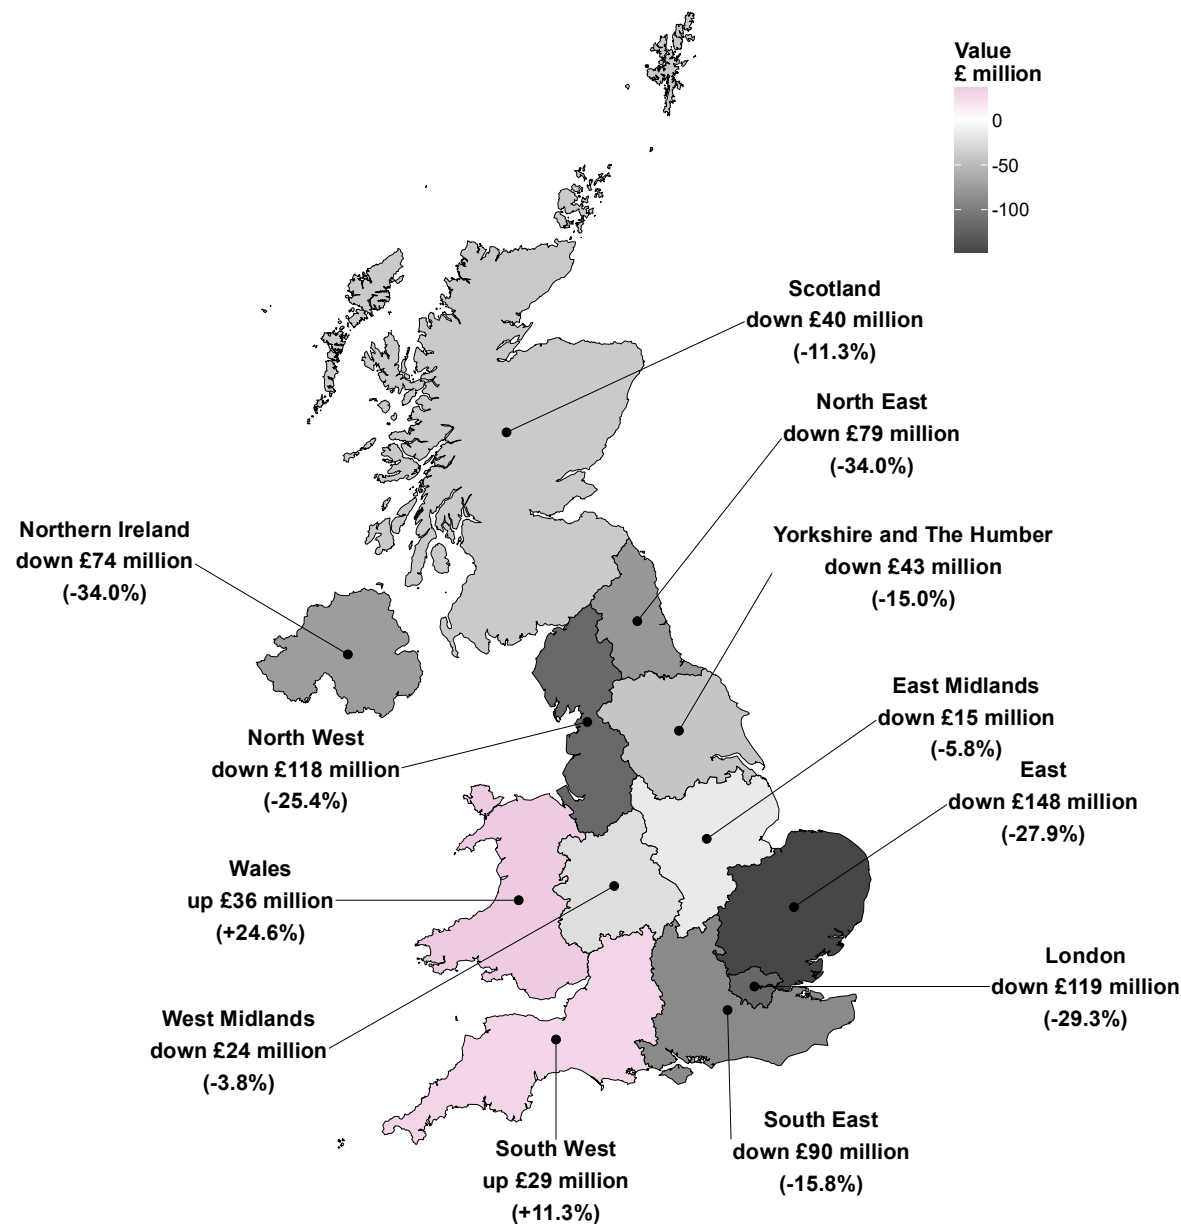 Value
£ million
0
-50
-100
Scotland
down £40 million
(-11.3%)
North East
down £79 million
(-34.0%)
Northern Ireland
down £74 million
(-34.0%)
Yorkshire and The Humber
down £43 million
(-15.0%)
East Midlands
down £15 million
(-5.8%)
North West
down £118 million
(-25.4%)
East
down £148 million
(-27.9%)
Wales
up £36 million
(+24.6%)
London
down £119 million
(-29.3%)
West Midlands
down £24 million
(-3.8%)
South East
down £90 million
(-15.8%)
South West
up £29 million
(+11.3%)